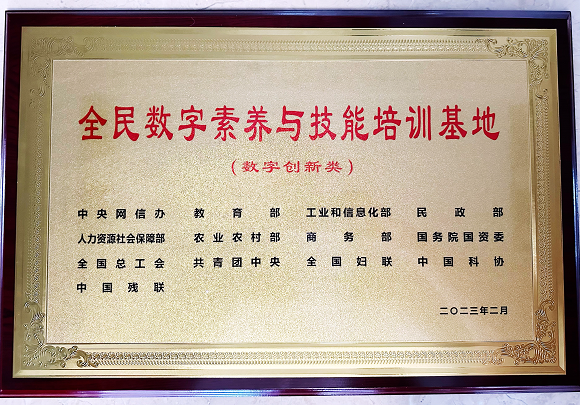 全民数字素养与技能培训基地
（数字创新类）
中央网信办 教育部 工业和信息化部 民政部
人力资源社会保障部 农业农村部 商务部 国务院国资委
全国总工会 共青团中央 全国妇联 中国科协
中国残联
二〇二三年二月